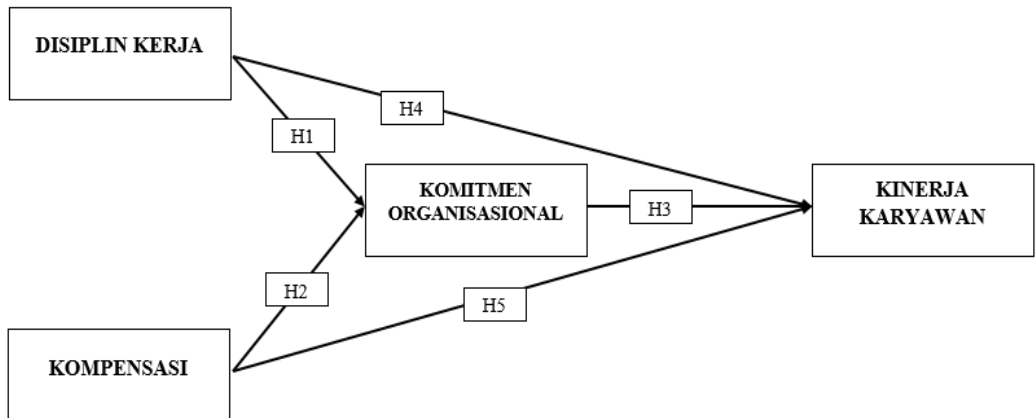 DISIPLIN KERJA
H4
H1
KOMITMEN
ORGANISASIONAL
H3
KINERJA
KARYAWAN
H2
H5
KOMPENSASI